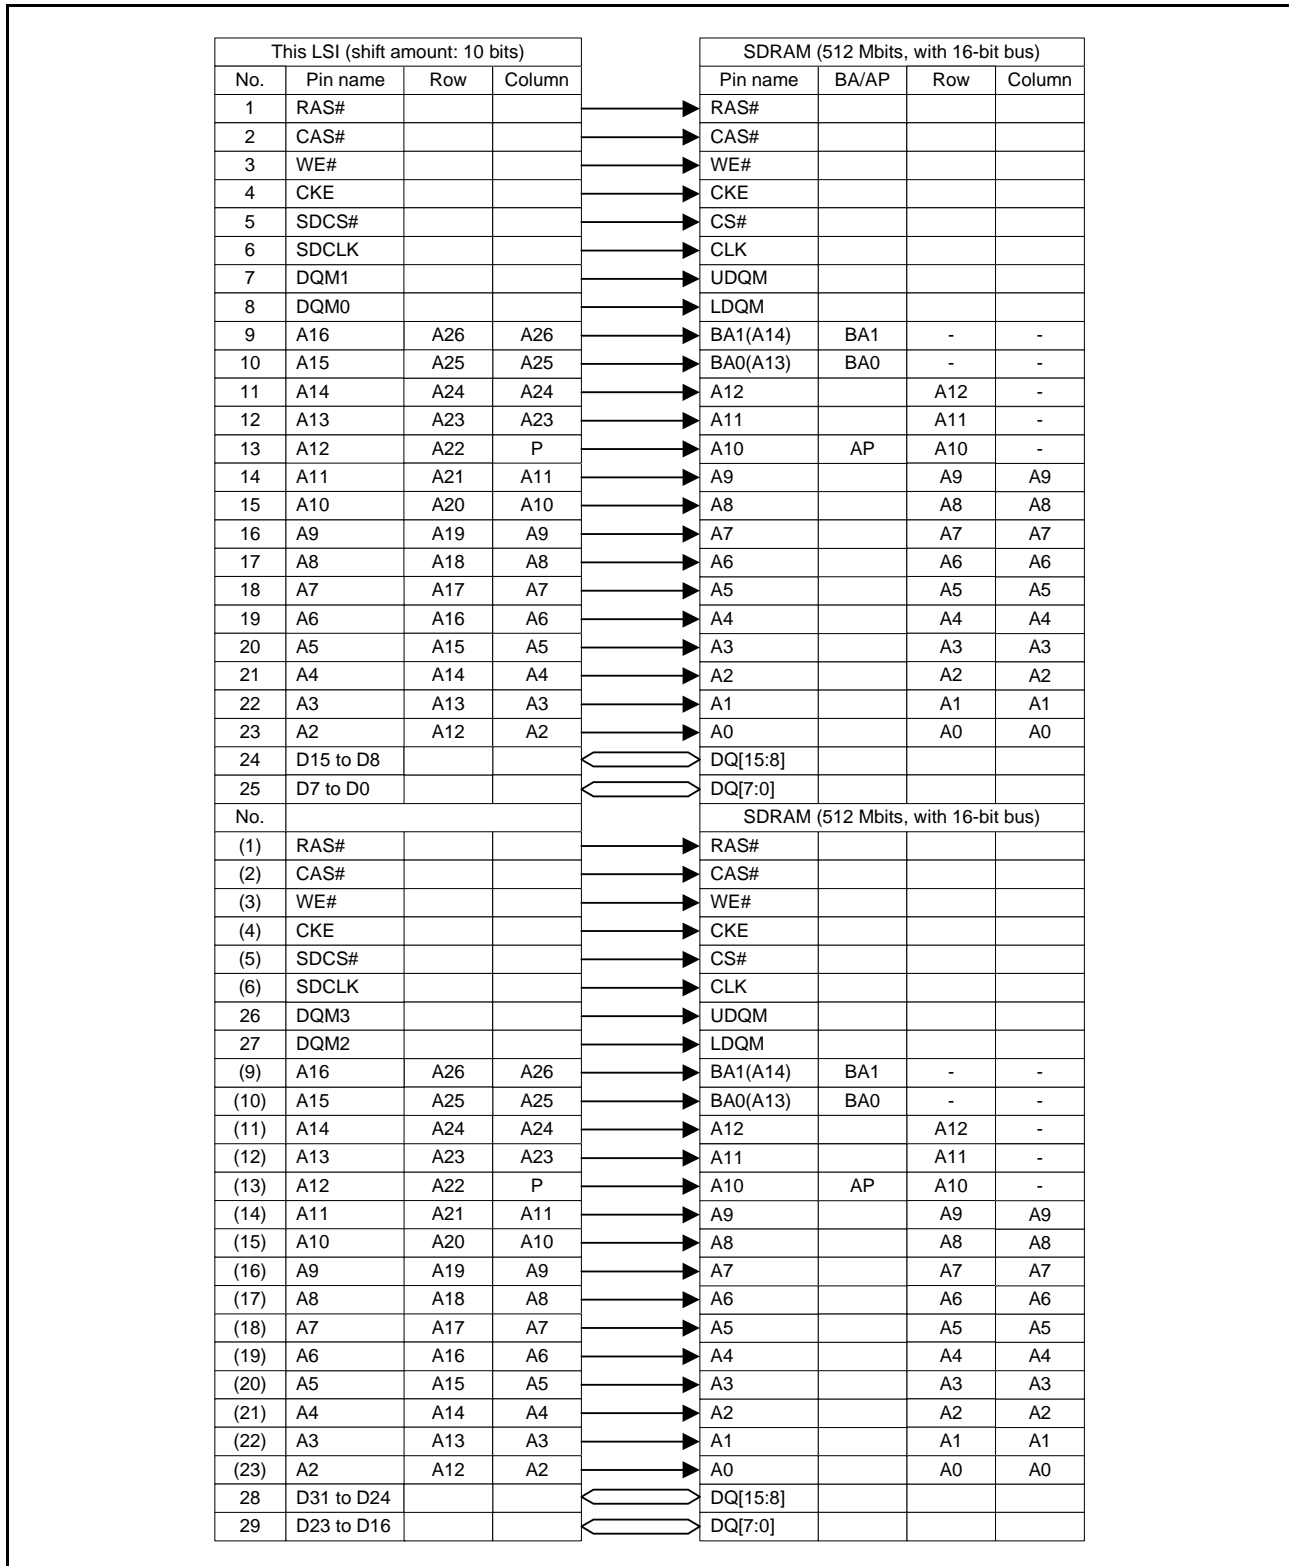 This LSI (shift amount: 10 bits) SDRAM (512 Mbits, with 16-bit bus)
No. Pin name Row Column Pin name BA/AP Row Column
1 RAS# RAS#
2 CAS# CAS#
3 WE# WE#
4 CKE CKE
5 SDCS# CS#
6 SDCLK CLK
7 DQM1 UDQM
8 DQM0 LDQM
9 A16 A26 A26 BA1(A14) BA1 - -
10 A15 A25 A25 BA0(A13) BA0 - -
11 A14 A24 A24 A12 A12 -
12 A13 A23 A23 A11 A11 -
13 A12 A22 P A10 AP A10 -
14 A11 A21 A11 A9 A9 A9
15 A10 A20 A10 A8 A8 A8
16 A9 A19 A9 A7 A7 A7
17 A8 A18 A8 A6 A6 A6
18 A7 A17 A7 A5 A5 A5
19 A6 A16 A6 A4 A4 A4
20 A5 A15 A5 A3 A3 A3
21 A4 A14 A4 A2 A2 A2
22 A3 A13 A3 A1 A1 A1
23 A2 A12 A2 A0 A0 A0
24 D15 to D8 DQ[15:8]
25 D7 to D0 DQ[7:0]
No. SDRAM (512 Mbits, with 16-bit bus)
(1) RAS# RAS#
(2) CAS# CAS#
(3) WE# WE#
(4) CKE CKE
(5) SDCS# CS#
(6) SDCLK CLK
26 DQM3 UDQM
27 DQM2 LDQM
(9) A16 A26 A26 BA1(A14) BA1 - -
(10) A15 A25 A25 BA0(A13) BA0 - -
(11) A14 A24 A24 A12 A12 -
(12) A13 A23 A23 A11 A11 -
(13) A12 A22 P A10 AP A10 -
(14) A11 A21 A11 A9 A9 A9
(15) A10 A20 A10 A8 A8 A8
(16) A9 A19 A9 A7 A7 A7
(17) A8 A18 A8 A6 A6 A6
(18) A7 A17 A7 A5 A5 A5
(19) A6 A16 A6 A4 A4 A4
(20) A5 A15 A5 A3 A3 A3
(21) A4 A14 A4 A2 A2 A2
(22) A3 A13 A3 A1 A1 A1
(23) A2 A12 A2 A0 A0 A0
28 D31 to D24 DQ[15:8]
29 D23 to D16 DQ[7:0]